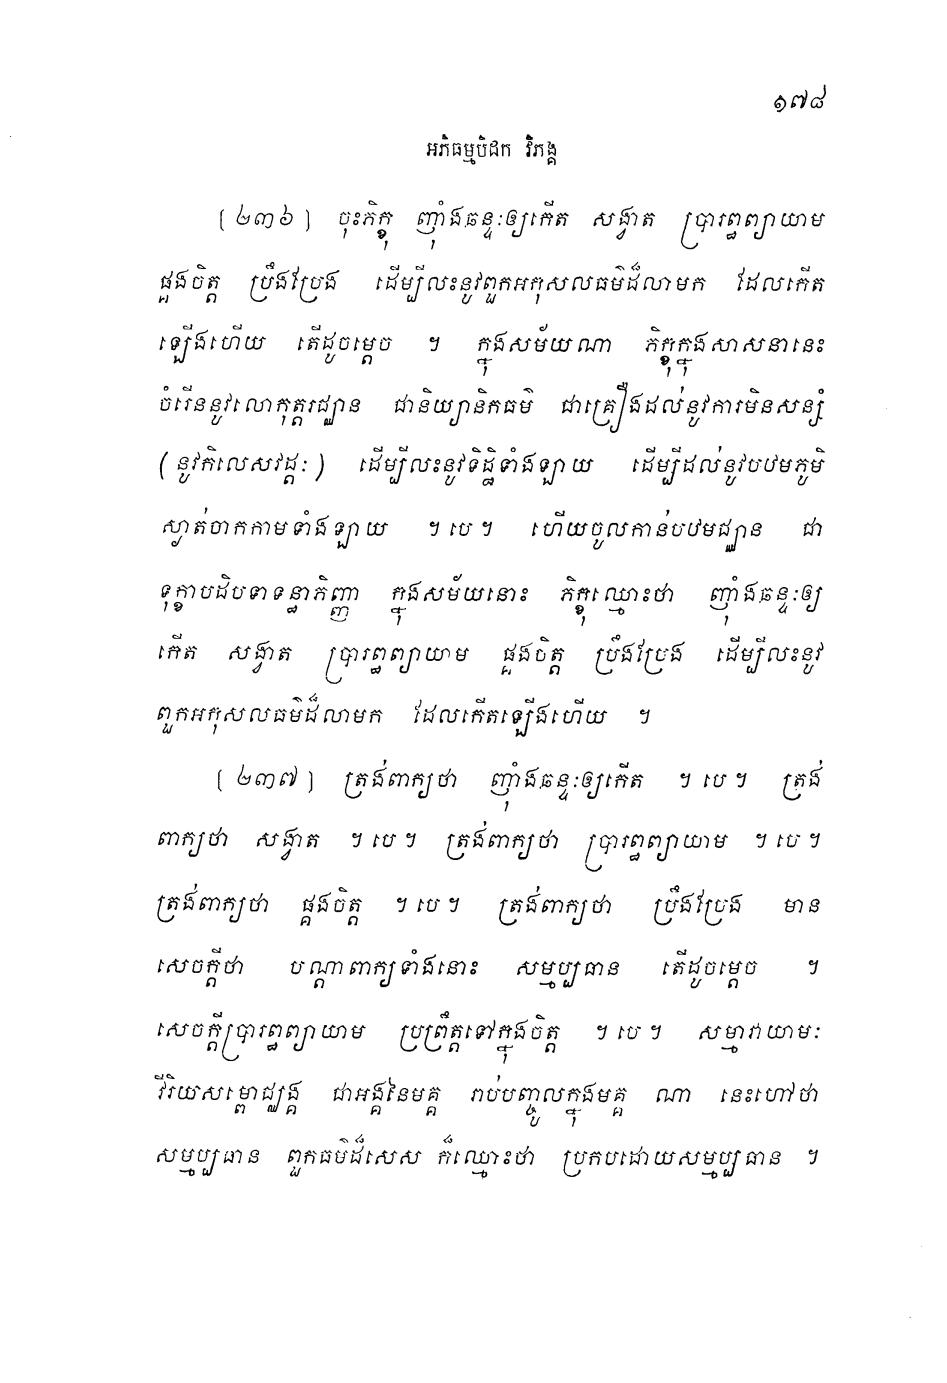 ១៧៨
អភិធម្មបិដក វិភង្គ
[ ២៣៦ ] ចុះភិក្ខុ ញ៉ាំងឆន្ទៈឲ្យកើត សង្វាត ប្រារព្ធព្យាយាម
ផ្គងចិត្ត ប្រឹងប្រែង ដើម្បីលះនូវពួកអកុសលធម៌ដ៏លាមក ដែលកើត
ឡើងហើយ តើដូចម្តេច ។ ក្នុងសម័យណា ភិក្ខុក្នុងសាសនានេះ
ចំរើននូវលោកុត្តរជ្ឈាន ជានិយ្យានិកធម៌ ជាគ្រឿងដល់នូវការមិនសន្សំ
(នូវកិលេសវដ្តៈ) ដើម្បីលះនូវទិដ្ឋិទាំងឡាយ ដើម្បីដល់នូវបឋមភូមិ
ស្ងាត់ចាកកាមទាំងឡាយ ។ បេ ។ ហើយចូលកាន់បឋមជ្ឈាន ជា
ទុក្ខាបដិបទាទន្ធាភិញ្ញា ក្នុងសម័យនោះ ភិក្ខុឈ្មោះថា ញ៉ាំងឆន្ទៈឲ្យ
កើត សង្វាត ប្រារព្ធព្យាយាម ផ្គងចិត្ត ប្រឹងប្រែង ដើម្បីលះនូវ
ពួកអកុសលធម៌ដ៏លាមក ដែលកើតឡើងហើយ ។
[ ២៣៧ ] ត្រង់ពាក្យថា ញ៉ាំងឆន្ទៈឲ្យកើត ។ បេ ។ ត្រង់
ពាក្យថា សង្វាត ។ បេ ។ ត្រង់ពាក្យថា ប្រារព្ធព្យាយាម ។ បេ ។
ត្រង់ពាក្យថា ផ្គងចិត្ត ។ បេ ។ ត្រង់ពាក្យថា ប្រឹងប្រែង មាន
សេចក្តីថា បណ្តាពាក្យទាំងនោះ សម្មប្បធាន តើដូចម្តេច ។
សេចក្តីប្រារព្ធព្យាយាម ប្រព្រឹត្តទៅក្នុងចិត្ត ។ បេ ។ សម្មាវាយាមៈ
វីរិយសម្ពោជ្ឈង្គ ជាអង្គនៃមគ្គ រាប់បញ្ចូលក្នុងមគ្គ ណា នេះហៅថា
សម្មប្បធាន ពួកធម៌ដ៏សេស ក៏ឈ្មោះថា ប្រកបដោយសម្មប្បធាន ។